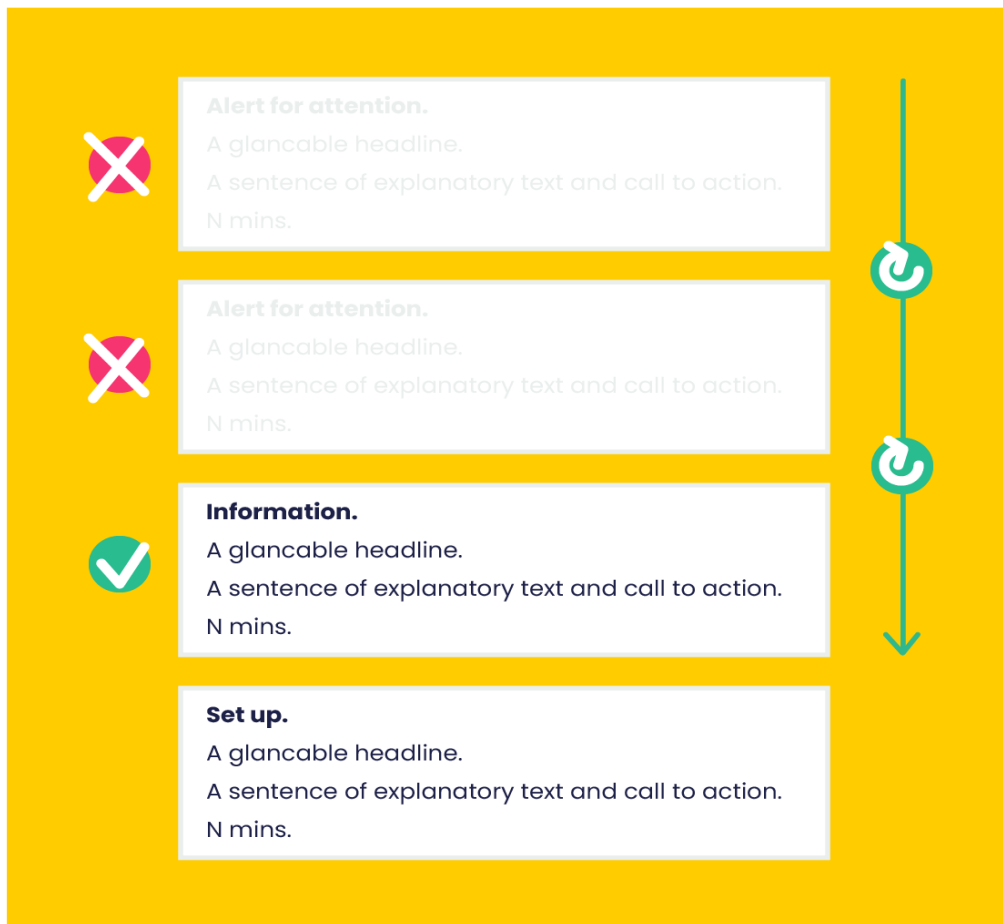 Alert for attention.
A glancable headline.
A sentence of explanatory text and call to action.
N mins.
Alert for attention.
A glancable headline.
A sentence of explanatory text and call to action.
N mins.
Information.
A glancable headline.
A sentence of explanatory text and call to action.
N mins.
Set up.
A glancable headline.
A sentence of explanatory text and call to action.
N mins.